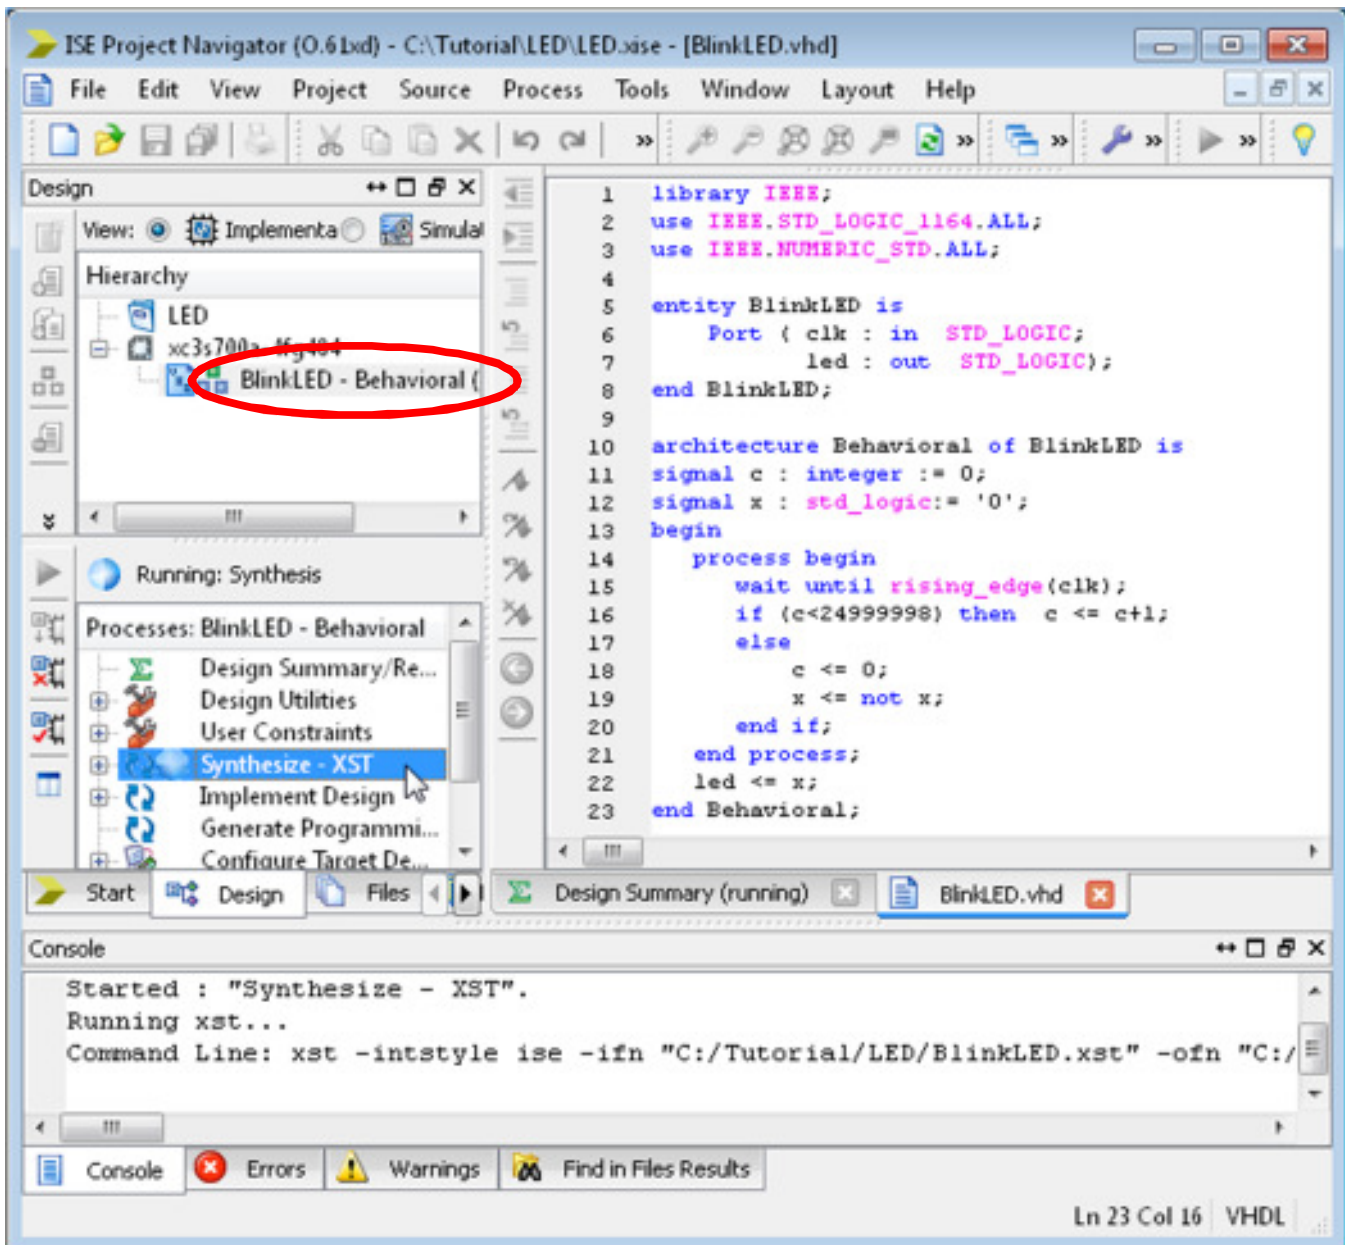 ISE Project Navigator (O.61xd) - C:\Tutorial\LED\LED.xise - [BlinkLED.vhd]
File Edit View Project Source Process Tools Window Layout Help
Design
View: Implementa Simulat
Hierarchy
LED
xc3s700a-4fg484
BlinkLED - Behavioral (
Running: Synthesis
Processes: BlinkLED - Behavioral
Design Summary/Re...
Design Utilities
User Constraints
Synthesize - XST
Implement Design
Generate Programmi...
Configure Target De...
Start Design Files
1 library IEEE;
2 use IEEE.STD_LOGIC_1164.ALL;
3 use IEEE.NUMERIC_STD.ALL;
4
5 entity BlinkLED is
6 Port ( clk : in STD_LOGIC;
7 led : out STD_LOGIC);
8 end BlinkLED;
9
10 architecture Behavioral of BlinkLED is
11 signal c : integer := 0;
12 signal x : std_logic:= '0';
13 begin
14 process begin
15 wait until rising_edge(clk);
16 if (c<24999998) then c <= c+1;
17 else
18 c <= 0;
19 x <= not x;
20 end if;
21 end process;
22 led <= x;
23 end Behavioral;
Design Summary (running) BlinkLED.vhd
Console
Started : "Synthesize - XST".
Running xst...
Command Line: xst -intstyle ise -ifn "C:/Tutorial/LED/BlinkLED.xst" -ofn "C:/
Console Errors Warnings Find in Files Results
Ln 23 Col 16 VHDL